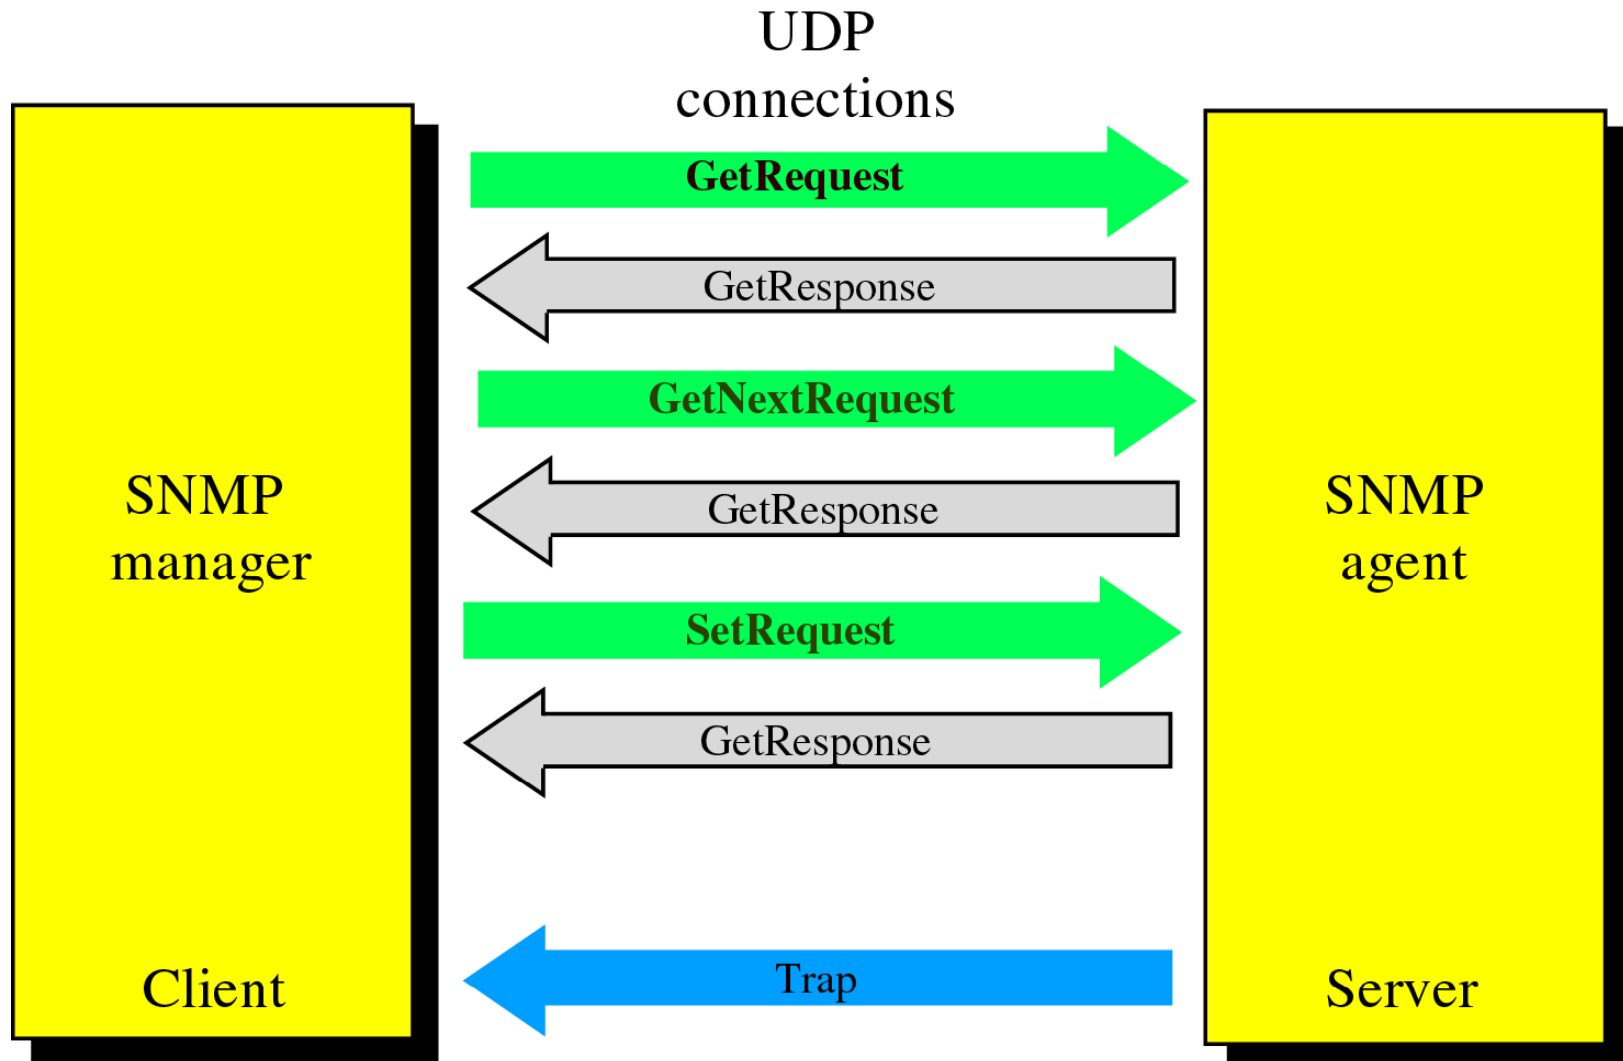 UDP
connections
GetRequest
GetResponse
GetNextRequest
GetResponse
SetRequest
GetResponse
Trap
SNMP
manager
Client
SNMP
agent
Server